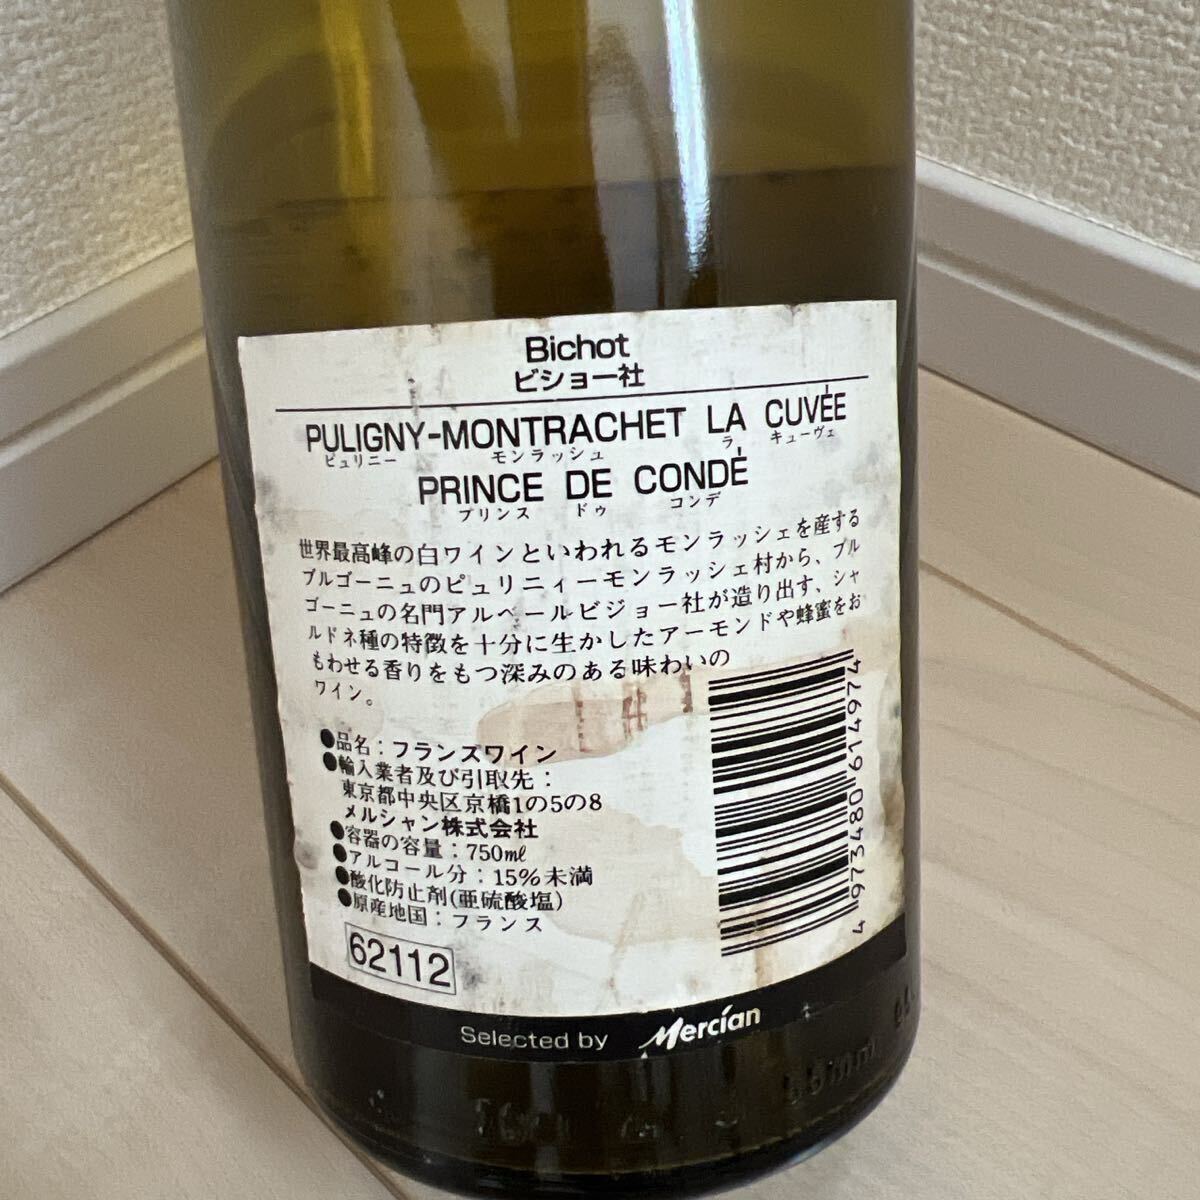 Bichot
ビショー社
PULIGNY-MONTRACHET LA CUVÉE
ピュリニー モンラッシュ ラ キューヴェ
PRINCE DE CONDÉ
プリンス ドゥ コンデ
世界最高峰の白ワインといわれるモンラッシェを産する
ブルゴーニュのピュリニィーモンラッシェ村から、ブル
ゴーニュの名門アルベールビジョー社が造り出す、シャ
ルドネ種の特徴を十分に生かしたアーモンドや蜂蜜をお
もわせる香りをもつ深みのある味わいの
ワイン。
●品名：フランスワイン
●輸入業者及び引取先：
東京都中央区京橋1の5の8
メルシャン株式会社
●容器の容量：750ml
●アルコール分：15%未満
●酸化防止剤(亜硫酸塩)
●原産地国：フランス
4973480614974
62112
Selected by Mercian